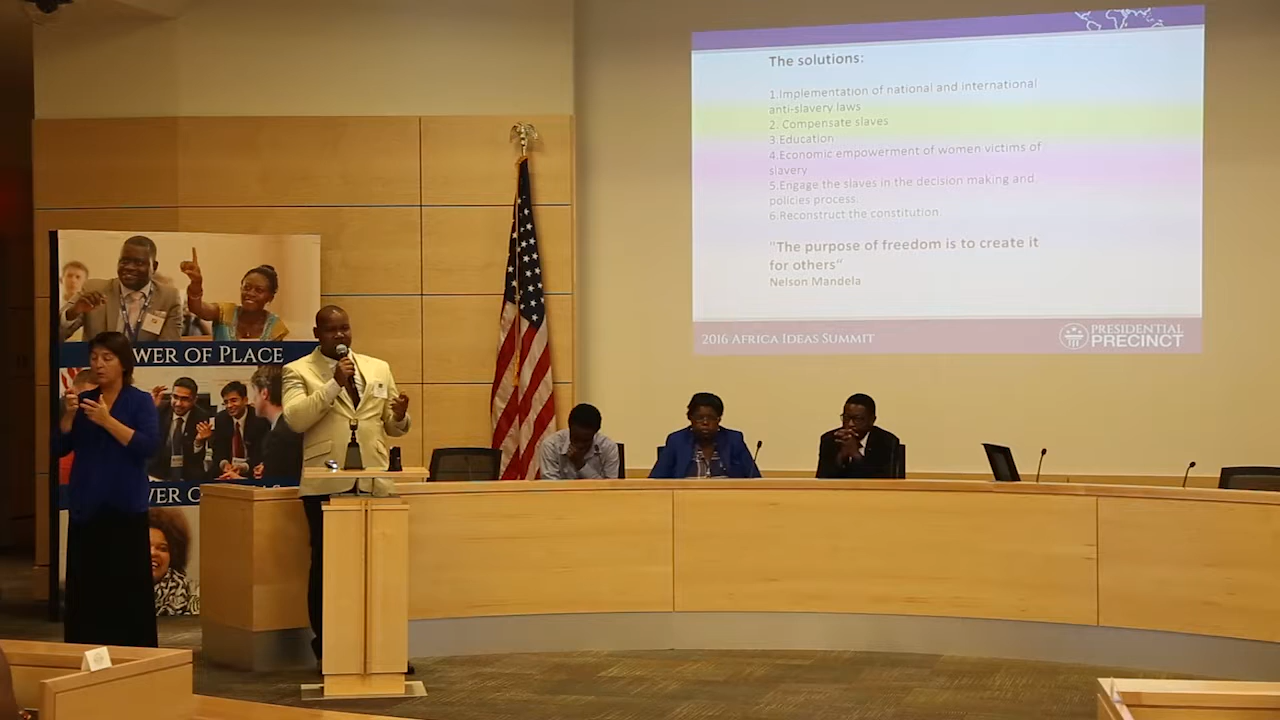 The solutions:
1.Implementation of national and international
anti-slavery laws
2. Compensate slaves
3.Education
4.Economic empowerment of women victims of
slavery
5.Engage the slaves in the decision making and
policies process.
6.Reconstruct the constitution.
"The purpose of freedom is to create it
for others"
Nelson Mandela
2016 AFRICA IDEAS SUMMIT
PRESIDENTIAL
PRECINCT
WER OF PLACE